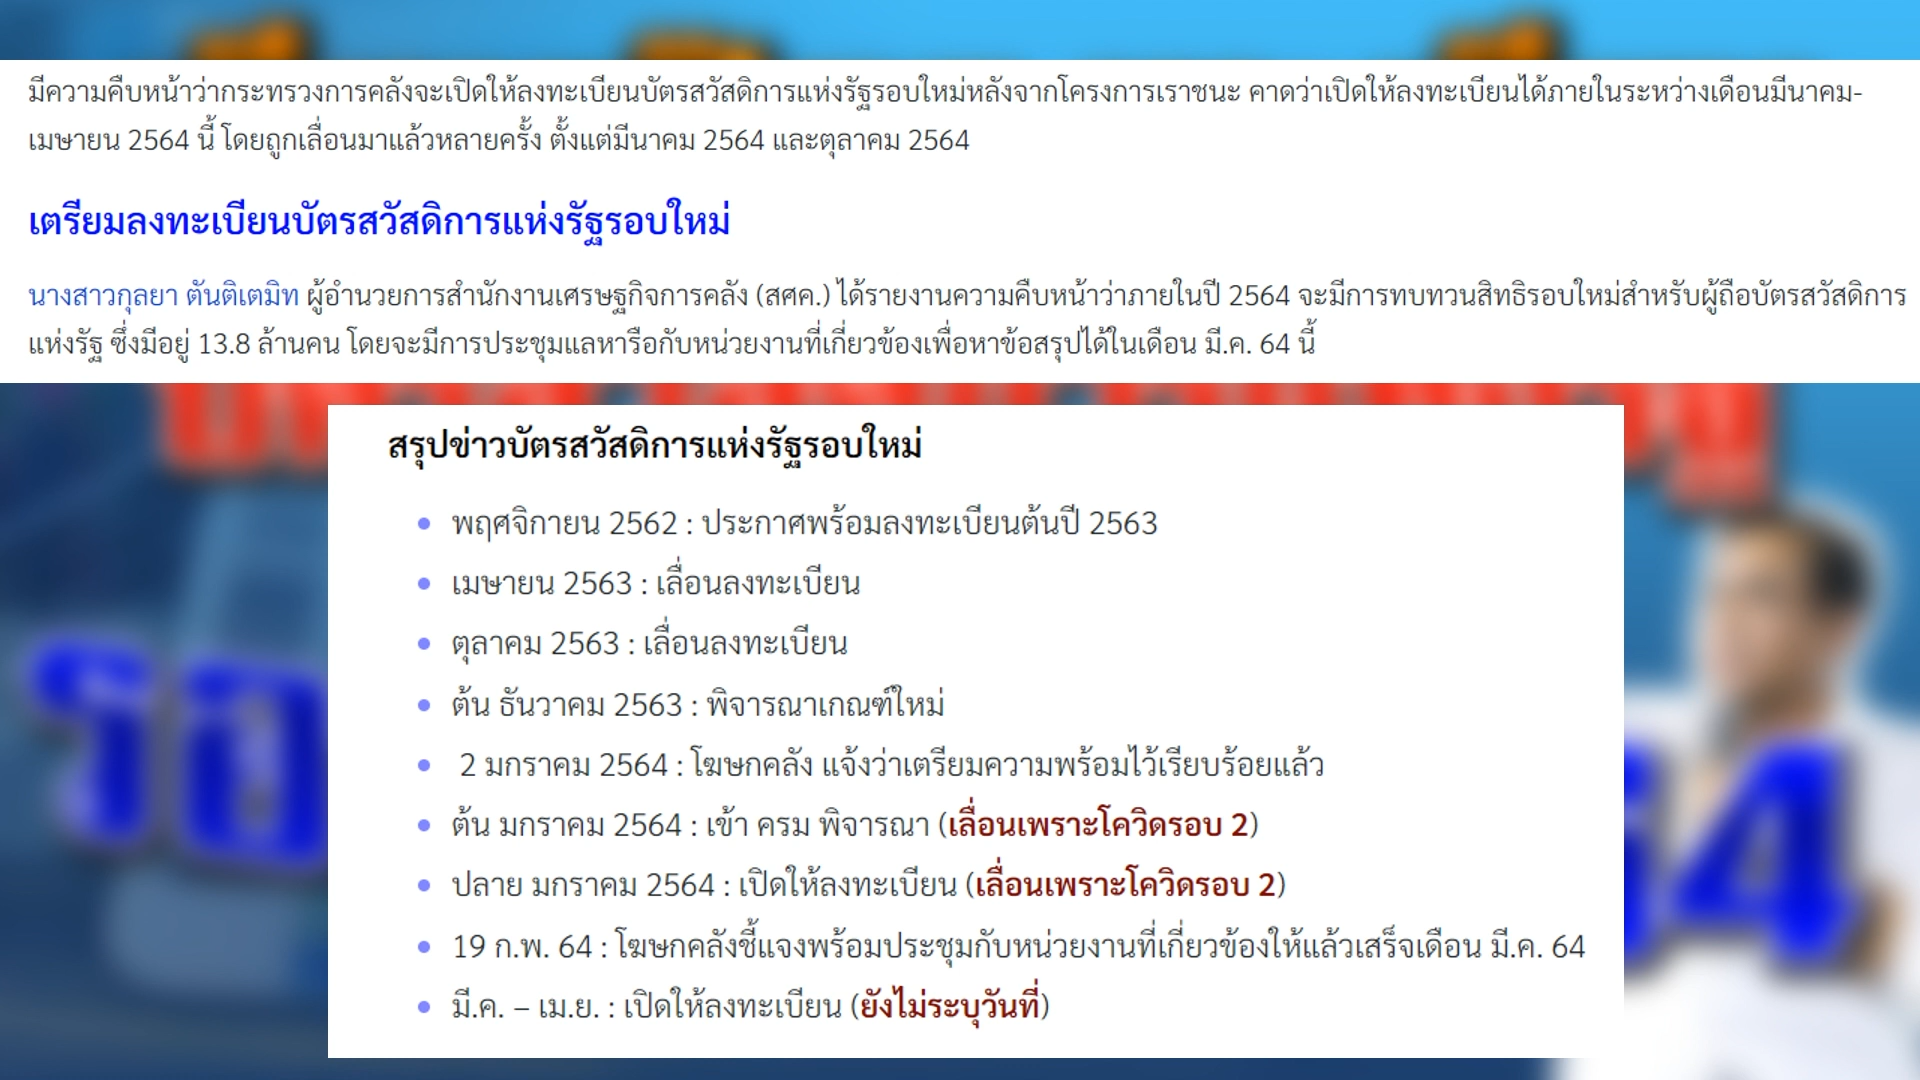 มีความคืบหน้าว่ากระทรวงการคลังจะเปิดให้ลงทะเบียนบัตรสวัสดิการแห่งรัฐรอบใหม่หลังจากโครงการเราชนะ คาดว่าเปิดให้ลงทะเบียนได้ภายในระหว่างเดือนมีนาคม-
เมษายน 2564 นี้ โดยถูกเลื่อนมาแล้วหลายครั้ง ตั้งแต่มีนาคม 2564 และตุลาคม 2564
เตรียมลงทะเบียนบัตรสวัสดิการแห่งรัฐรอบใหม่
นางสาวกุลยา ตันติเตมิท ผู้อำนวยการสำนักงานเศรษฐกิจการคลัง (สศค.) ได้รายงานความคืบหน้าว่าภายในปี 2564 จะมีการทบทวนสิทธิรอบใหม่สำหรับผู้ถือบัตรสวัสดิการ
แห่งรัฐ ซึ่งมีอยู่ 13.8 ล้านคน โดยจะมีการประชุมแลหารือกับหน่วยงานที่เกี่ยวข้องเพื่อหาข้อสรุปได้ในเดือน มี.ค. 64 นี้
สรุปข่าวบัตรสวัสดิการแห่งรัฐรอบใหม่
• พฤศจิกายน 2562 : ประกาศพร้อมลงทะเบียนต้นปี 2563
• เมษายน 2563 : เลื่อนลงทะเบียน
• ตุลาคม 2563 : เลื่อนลงทะเบียน
• ต้น ธันวาคม 2563 : พิจารณาเกณฑ์ใหม่
• 2 มกราคม 2564 : โฆษกคลัง แจ้งว่าเตรียมความพร้อมไว้เรียบร้อยแล้ว
• ต้น มกราคม 2564 : เข้า ครม พิจารณา (เลื่อนเพราะโควิดรอบ 2)
• ปลาย มกราคม 2564 : เปิดให้ลงทะเบียน (เลื่อนเพราะโควิดรอบ 2)
• 19 ก.พ. 64 : โฆษกคลังชี้แจงพร้อมประชุมกับหน่วยงานที่เกี่ยวข้องให้แล้วเสร็จเดือน มี.ค. 64
• มี.ค. – เม.ย. : เปิดให้ลงทะเบียน (ยังไม่ระบุวันที่)